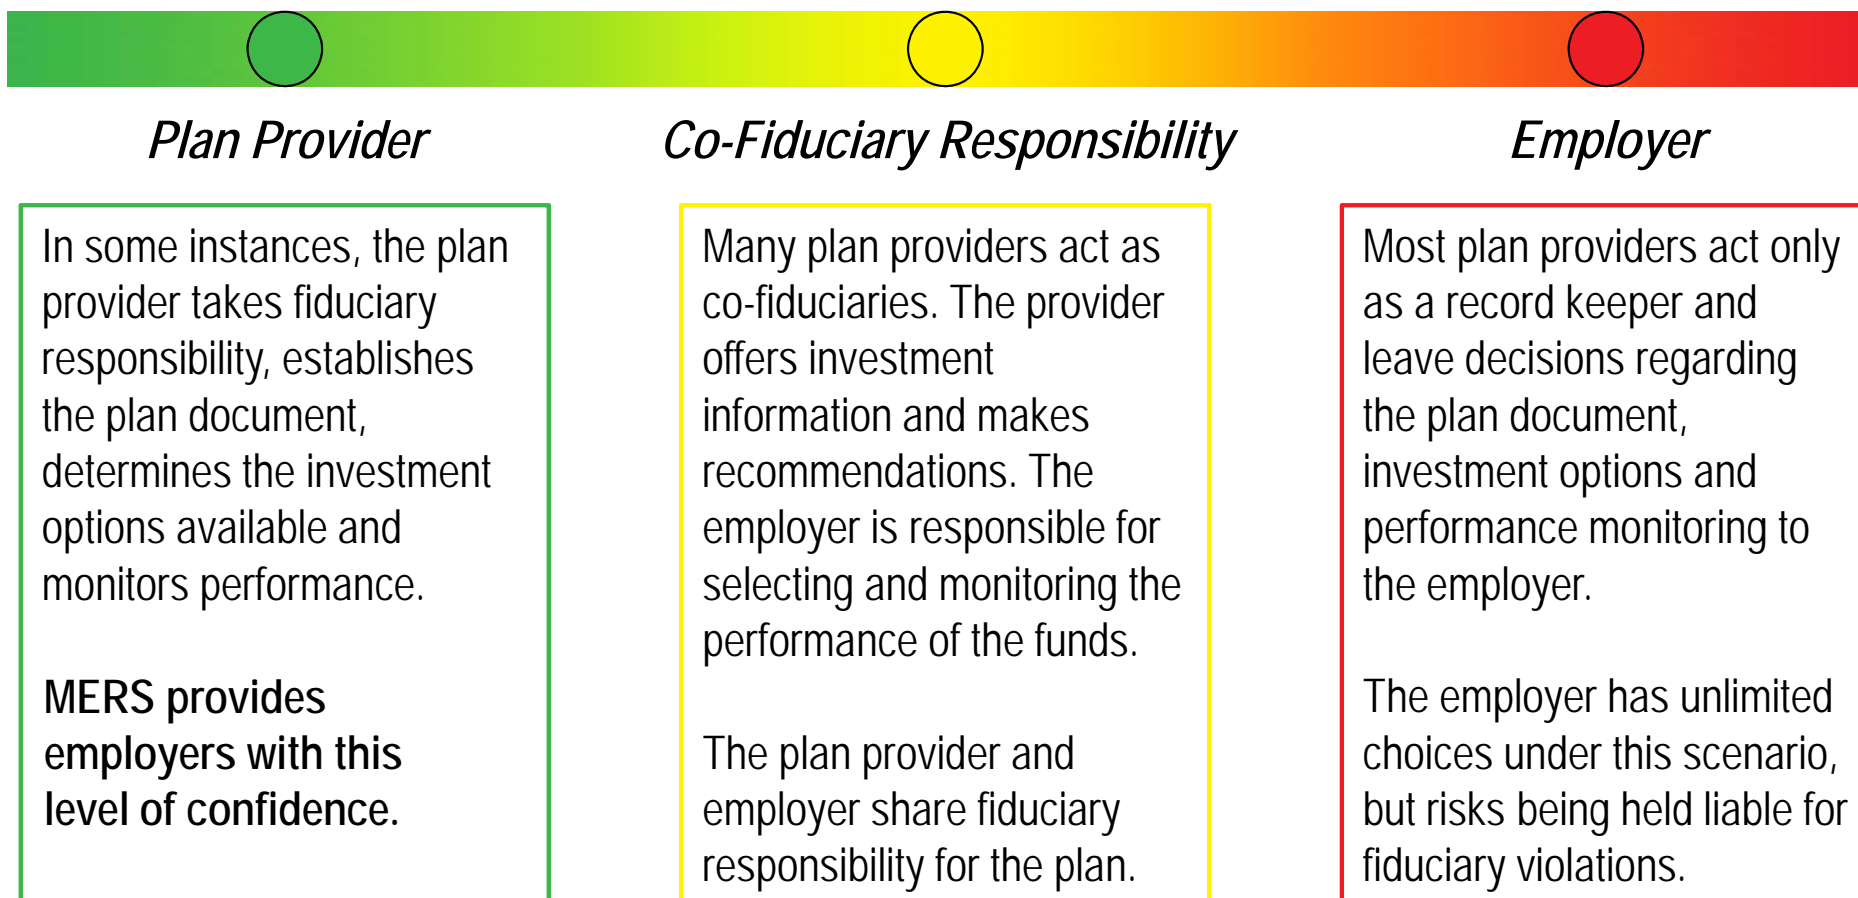 Plan Provider
In some instances, the plan
provider takes fiduciary
responsibility, establishes
the plan document,
determines the investment
options available and
monitors performance.
MERS provides
employers with this
level of confidence.
Co-Fiduciary Responsibility
Many plan providers act as
co-fiduciaries. The provider
offers investment
information and makes
recommendations. The
employer is responsible for
selecting and monitoring the
performance of the funds.
The plan provider and
employer share fiduciary
responsibility for the plan.
Employer
Most plan providers act only
as a record keeper and
leave decisions regarding
the plan document,
investment options and
performance monitoring to
the employer.
The employer has unlimited
choices under this scenario,
but risks being held liable for
fiduciary violations.